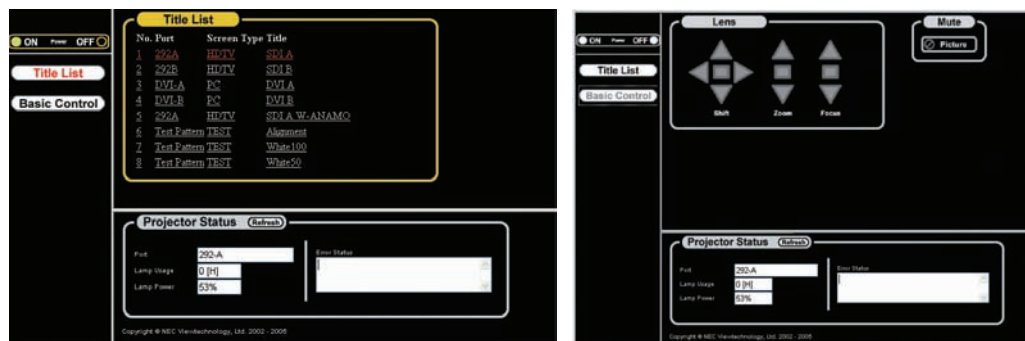 ON Power OFF
Title List
Basic Control
Title List
No. Port Screen Type Title
1 292A HDTV SDI A
2 292B HDTV SDI B
3 DVI-A PC DVI A
4 DVI-B PC DVI B
5 292A HDTV SDI A W-ANAMO
6 Test Pattern TEST Alignment
7 Test Pattern TEST White100
8 Test Pattern TEST White50
Projector Status Refresh
Port 292-A
Lamp Usage 0 [H]
Lamp Power 53%
Error Status
Copyright © NEC Viewtechnology, Ltd. 2002 - 2005
ON Power OFF
Title List
Basic Control
Lens
Shift Zoom Focus
Mute
Picture
Projector Status Refresh
Port 292-A
Lamp Usage 0 [H]
Lamp Power 53%
Error Status
Copyright © NEC Viewtechnology, Ltd. 2002 - 2005